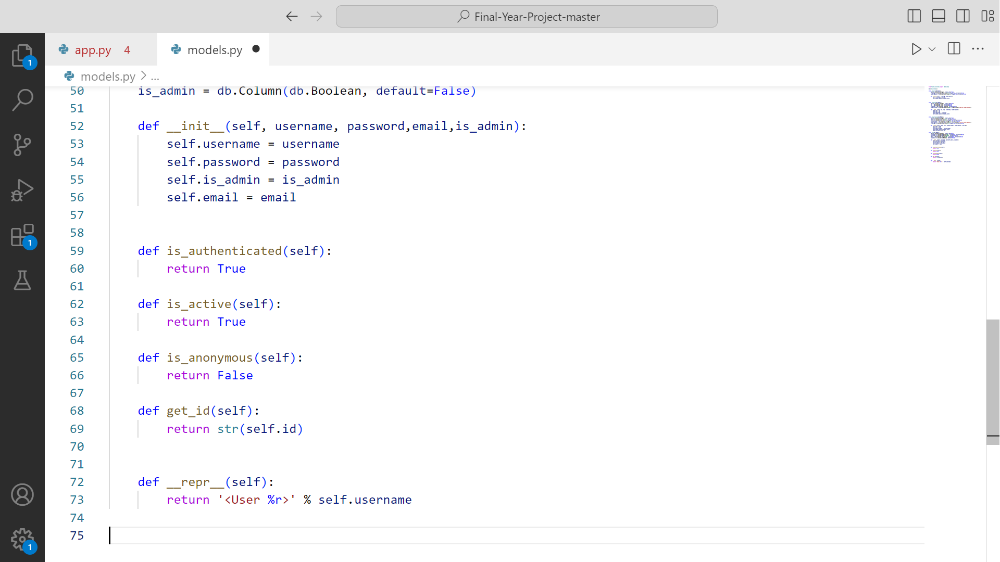 Final-Year-Project-master
app.py 4
models.py
models.py > ...
50 is_admin = db.Column(db.Boolean, default=False)
51
52 def __init__(self, username, password,email,is_admin):
53 self.username = username
54 self.password = password
55 self.is_admin = is_admin
56 self.email = email
57
58
59 def is_authenticated(self):
60 return True
61
62 def is_active(self):
63 return True
64
65 def is_anonymous(self):
66 return False
67
68 def get_id(self):
69 return str(self.id)
70
71
72 def __repr__(self):
73 return '<User %r>' % self.username
74
75
1
1
1